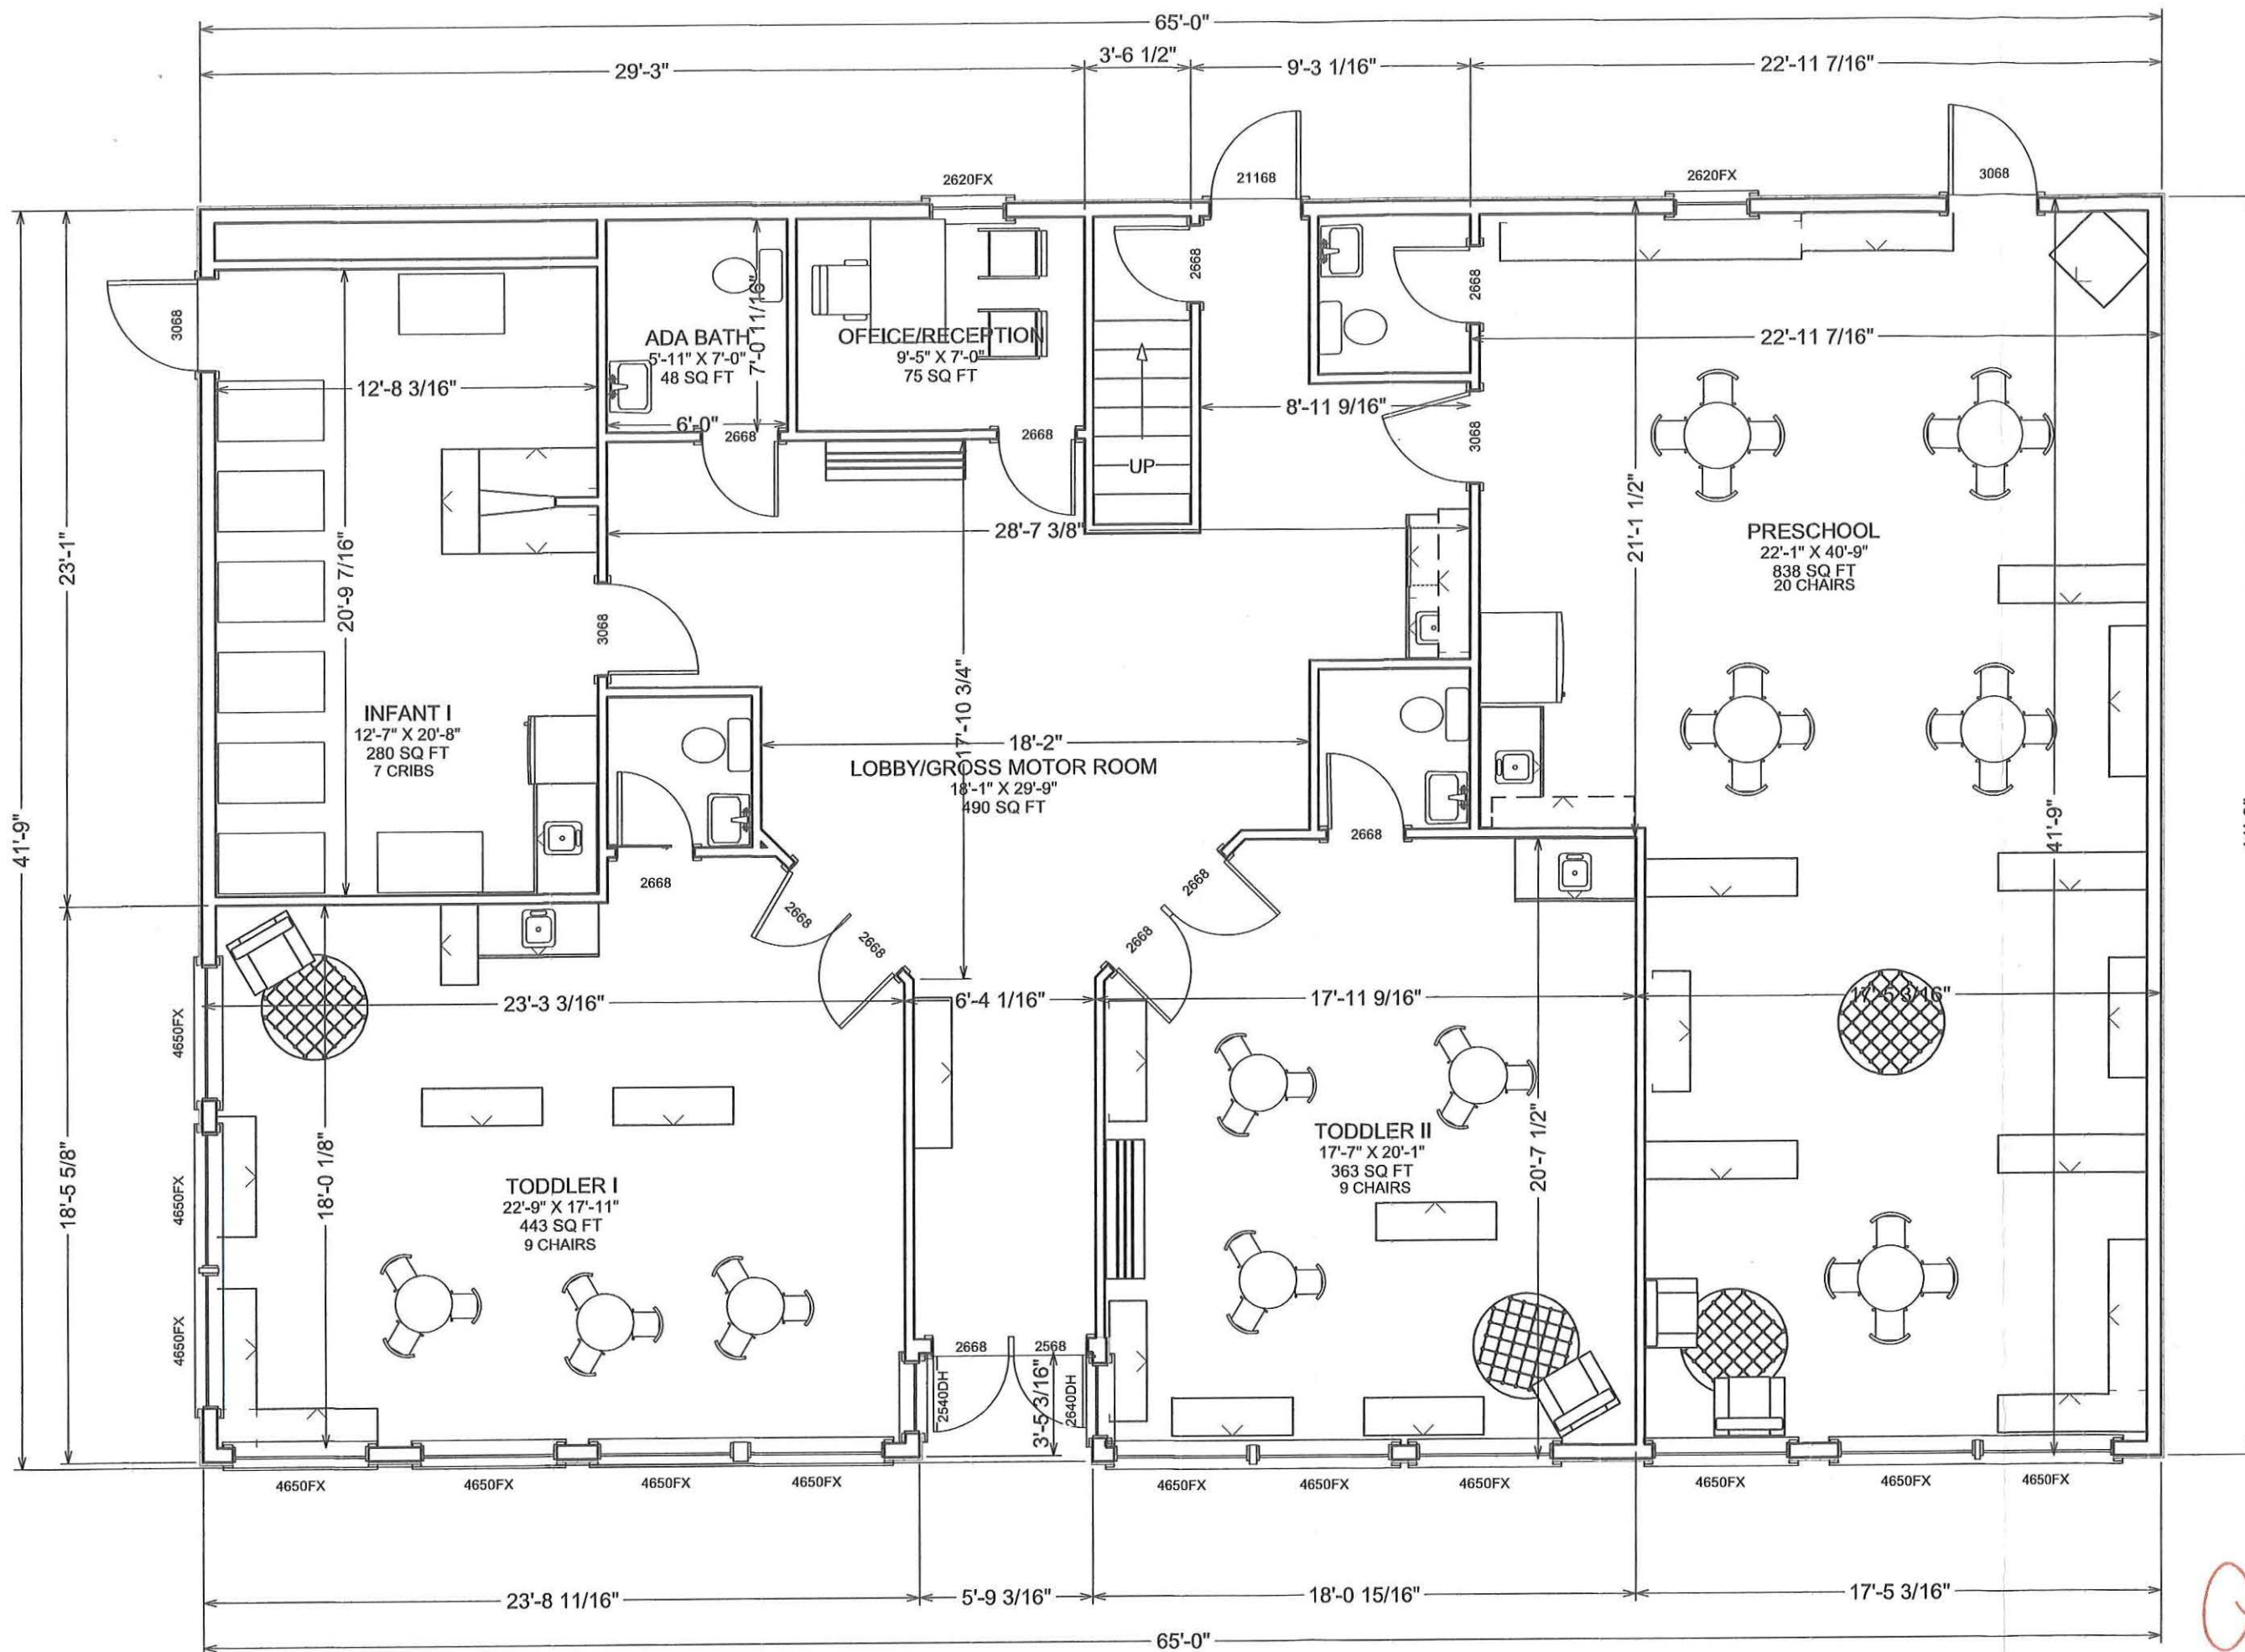 65'-0"
29'-3"
3'-6 1/2"
9'-3 1/16"
22'-11 7/16"
2620FX
21168
2620FX
3068
3068
2668
2668
ADA BATH
5'-11" X 7'-0"
48 SQ FT
7'-0 11/16"
6'-0"
2668
OFFICE/RECEPTION
9'-5" X 7'-0"
75 SQ FT
2668
22'-11 7/16"
12'-8 3/16"
8'-11 9/16"
3068
UP
28'-7 3/8"
21'-1 1/2"
PRESCHOOL
22'-1" X 40'-9"
838 SQ FT
20 CHAIRS
23'-1"
20'-9 7/16"
3068
17'-10 3/4"
INFANT I
12'-7" X 20'-8"
280 SQ FT
7 CRIBS
18'-2"
LOBBY/GROSS MOTOR ROOM
18'-1" X 29'-9"
490 SQ FT
41'-9"
41'-9"
2668
2668
2668
2668
2668
2668
23'-3 3/16"
6'-4 1/16"
17'-11 9/16"
17'-5 3/16"
4650FX
4650FX
4650FX
18'-5 5/8"
18'-0 1/8"
TODDLER I
22'-9" X 17'-11"
443 SQ FT
9 CHAIRS
TODDLER II
17'-7" X 20'-1"
363 SQ FT
9 CHAIRS
20'-7 1/2"
2668
2568
2540DH
3'-5 3/16"
2640DH
4650FX
4650FX
4650FX
4650FX
4650FX
4650FX
4650FX
4650FX
4650FX
4650FX
23'-8 11/16"
5'-9 3/16"
18'-0 15/16"
17'-5 3/16"
65'-0"